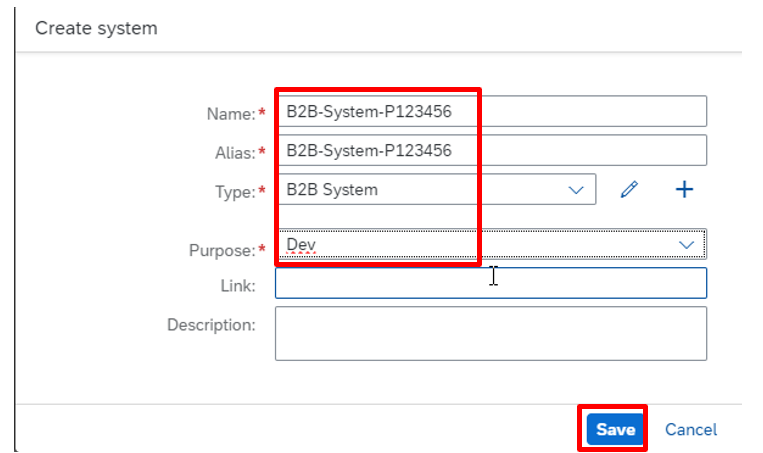 Create system
Name:* B2B-System-P123456
Alias:* B2B-System-P123456
Type:* B2B System
Purpose:* Dev
Link:
Description:
Save Cancel